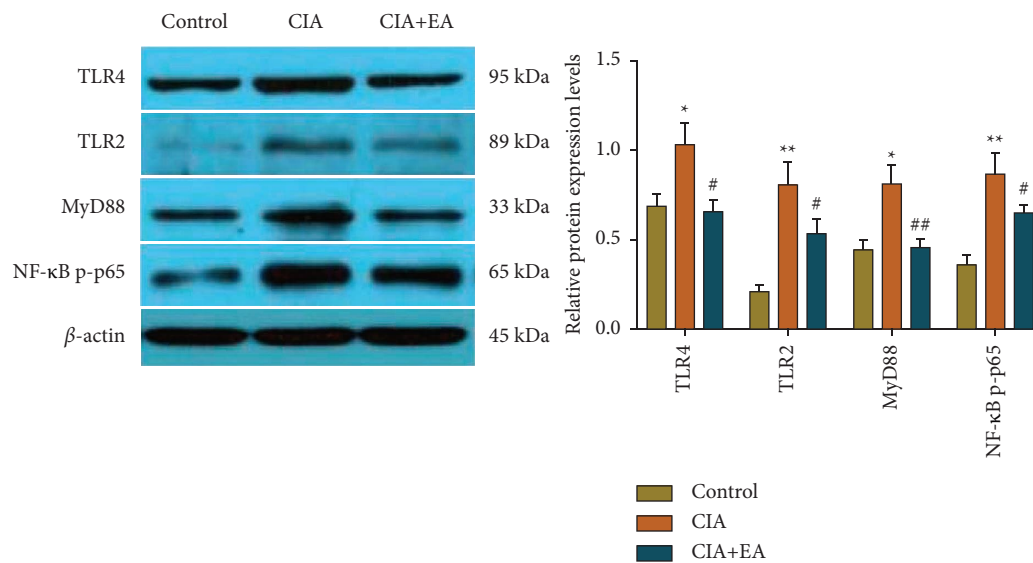 Control CIA CIA+EA
TLR4 95 kDa
TLR2 89 kDa
MyD88 33 kDa
NF-κB p-p65 65 kDa
β-actin 45 kDa
Relative protein expression levels
1.5
1.0
0.5
0.0
* # ** # * ## ** #
TLR4
TLR2
MyD88
NF-κB p-p65
Control
CIA
CIA+EA